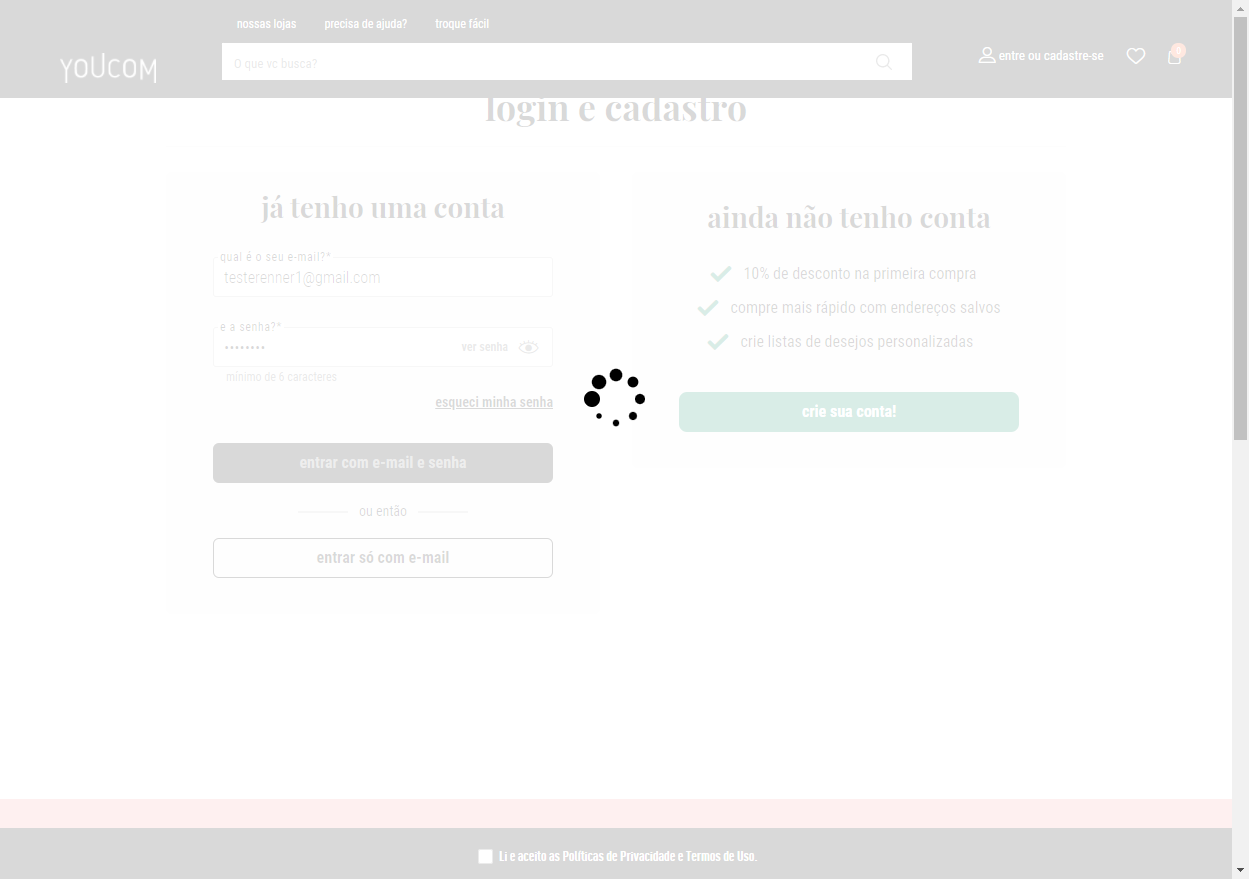 nossas lojas
precisa de ajuda?
troque fácil
YOUCOM
O que vc busca?
entre ou cadastre-se
0
login e cadastro
já tenho uma conta
qual é o seu e-mail?*
testerenner1@gmail.com
e a senha?*
••••••••
ver senha
mínimo de 6 caracteres
esqueci minha senha
entrar com e-mail e senha
ou então
entrar só com e-mail
ainda não tenho conta
10% de desconto na primeira compra
compre mais rápido com endereços salvos
crie listas de desejos personalizadas
crie sua conta!
Li e aceito as Políticas de Privacidade e Termos de Uso.